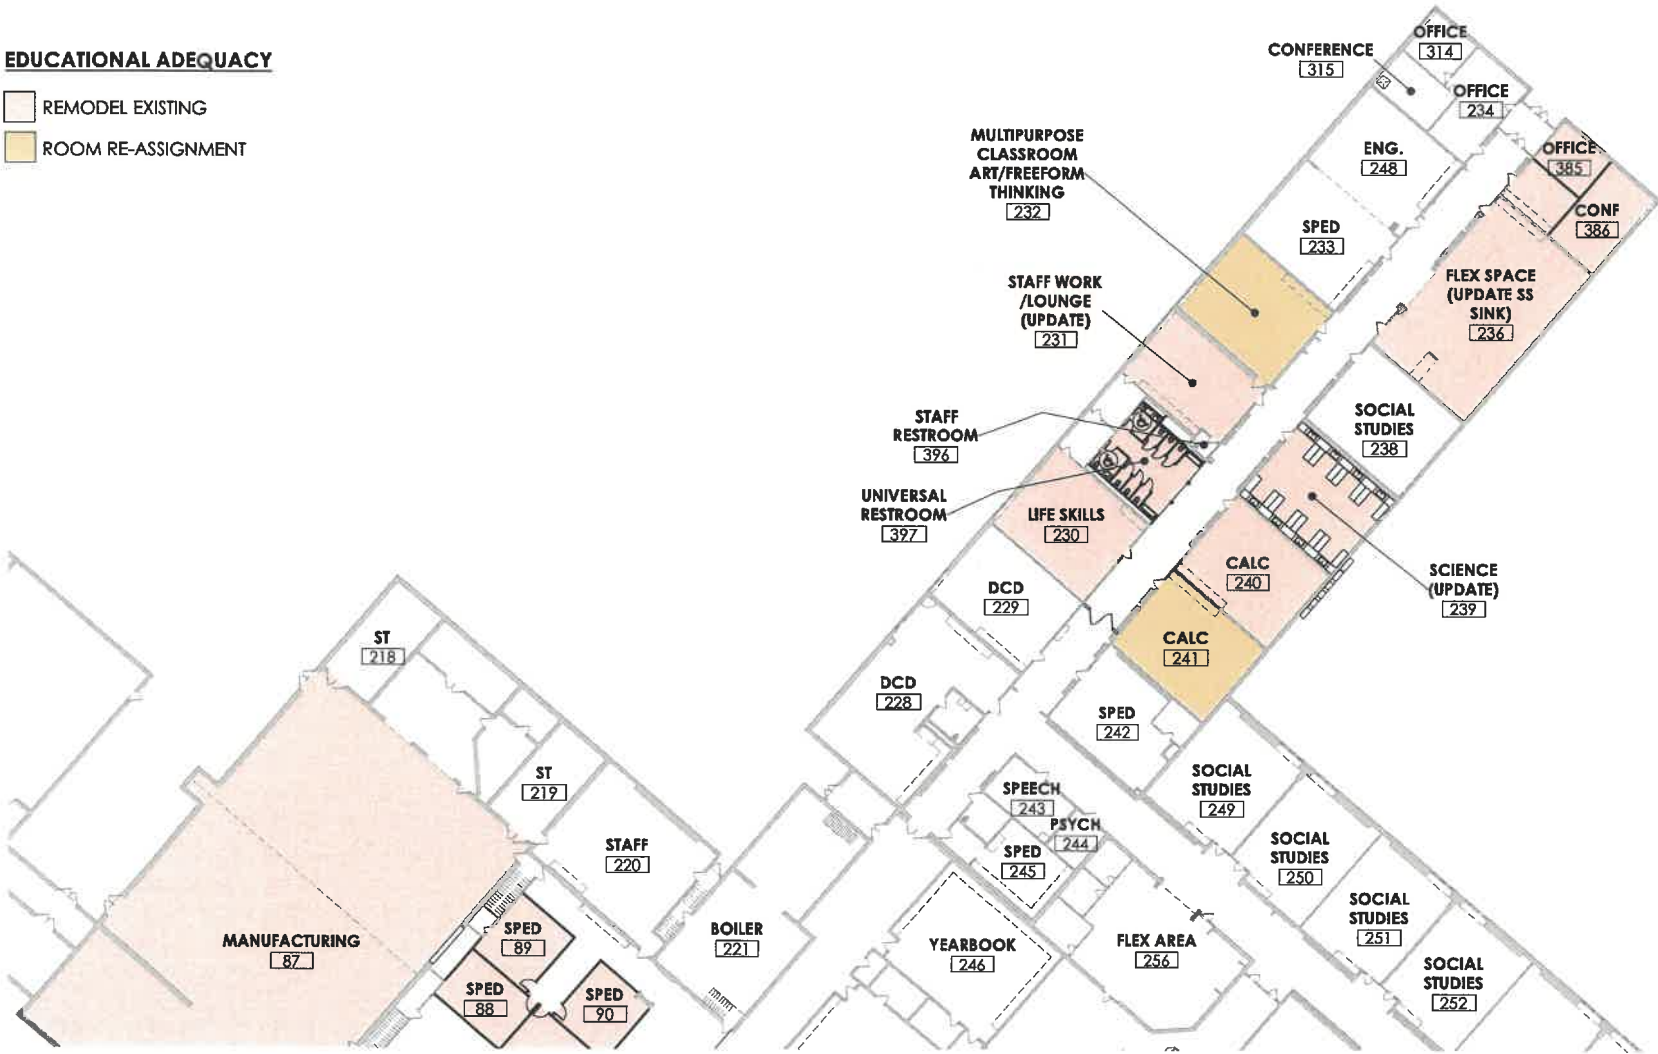 EDUCATIONAL ADEQUACY
REMODEL EXISTING
ROOM RE-ASSIGNMENT
OFFICE
314
CONFERENCE
315
OFFICE
234
ENG.
248
OFFICE
385
CONF
386
MULTIPURPOSE
CLASSROOM
ART/FREEFORM
THINKING
232
SPED
233
FLEX SPACE
(UPDATE SS
SINK)
236
STAFF WORK
/LOUNGE
(UPDATE)
231
SOCIAL
STUDIES
238
STAFF
RESTROOM
396
UNIVERSAL
RESTROOM
397
LIFE SKILLS
230
CALC
240
SCIENCE
(UPDATE)
239
DCD
229
CALC
241
ST
218
DCD
228
SPED
242
ST
219
SPEECH
243
PSYCH
244
SPED
245
SOCIAL
STUDIES
249
STAFF
220
SOCIAL
STUDIES
250
SOCIAL
STUDIES
251
MANUFACTURING
87
SPED
89
BOILER
221
YEARBOOK
246
FLEX AREA
256
SOCIAL
STUDIES
252
SPED
88
SPED
90